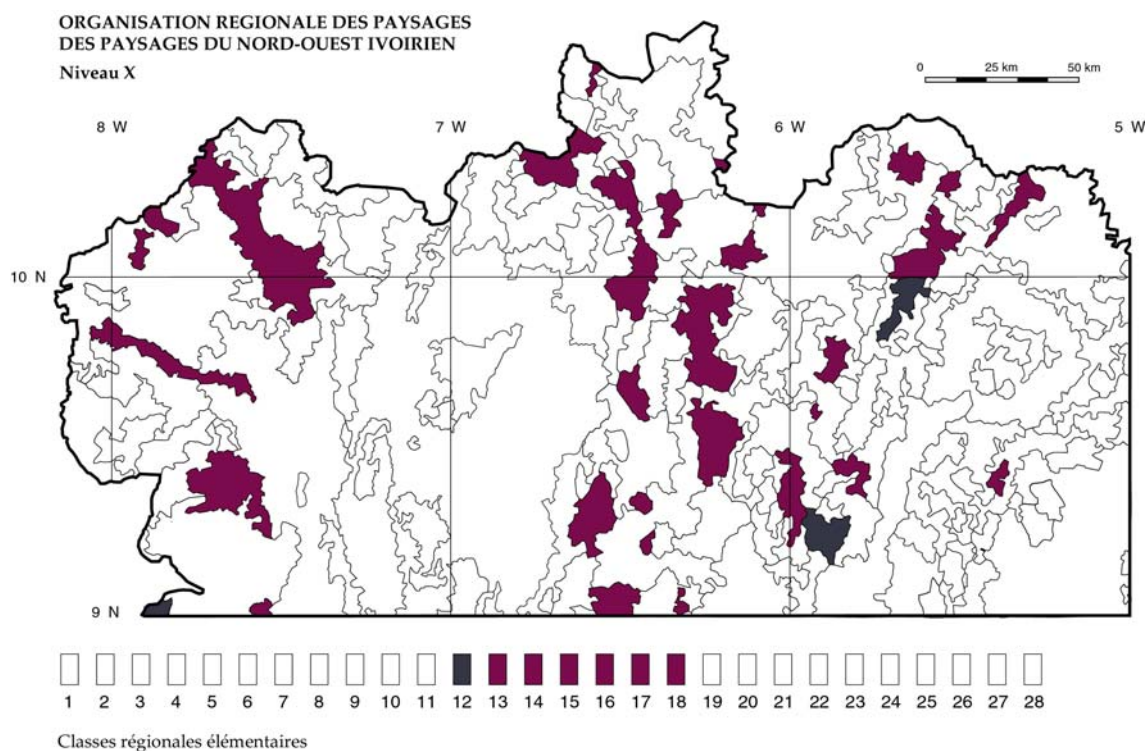 ORGANISATION REGIONALE DES PAYSAGES
DES PAYSAGES DU NORD-OUEST IVOIRIEN
Niveau X
0 25 km 50 km
8 W 7 W 6 W 5 W
10 N
9 N
1 2 3 4 5 6 7 8 9 10 11 12 13 14 15 16 17 18 19 20 21 22 23 24 25 26 27 28
Classes régionales élémentaires